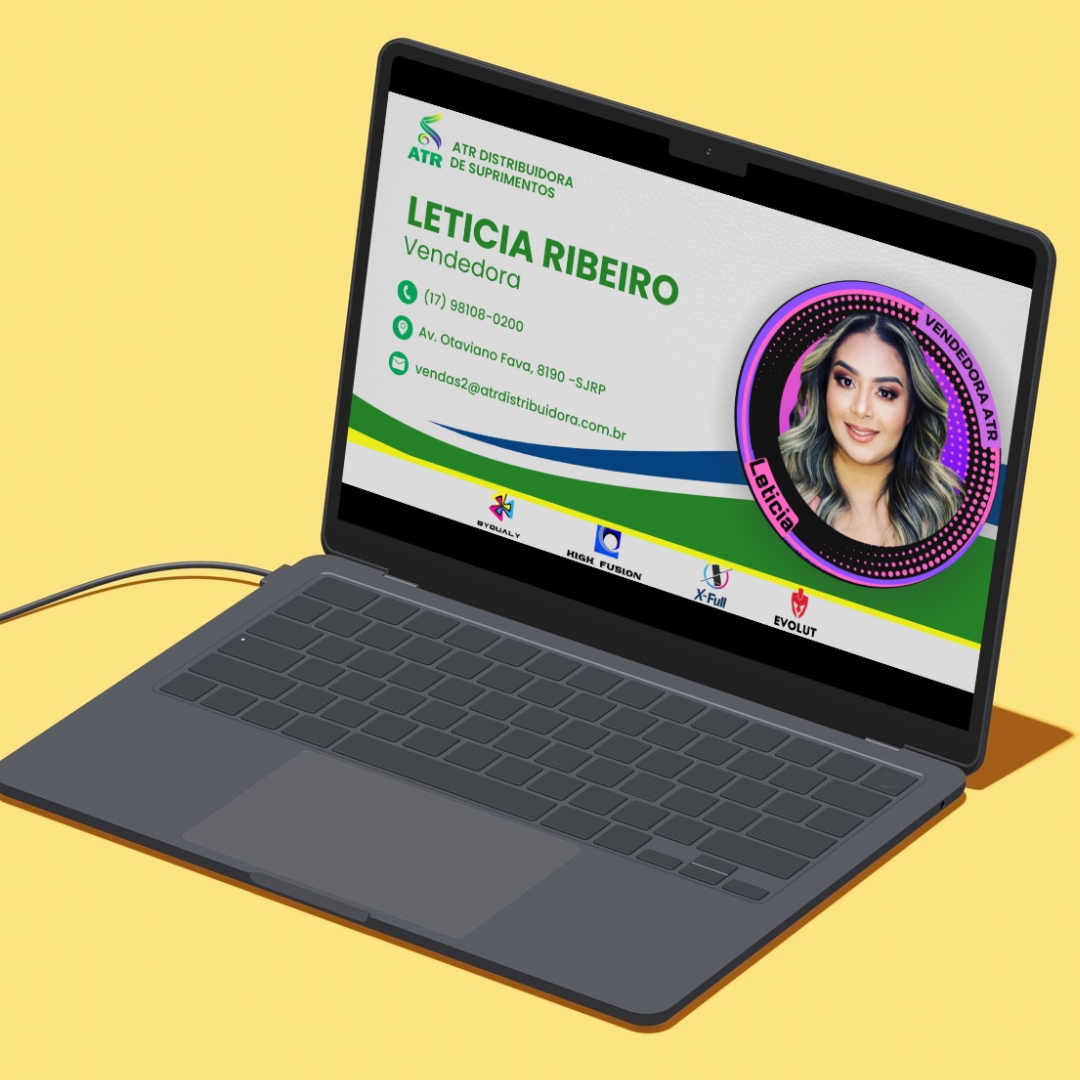 ATR
ATR DISTRIBUIDORA
DE SUPRIMENTOS
LETICIA RIBEIRO
Vendedora
(17) 98108-0200
Av. Otaviano Fava, 8190 -SJRP
vendas2@atrdistribuidora.com.br
VENDEDORA ATR
Leticia
BYQUALY
HIGH FUSION
X-Full
EVOLUT